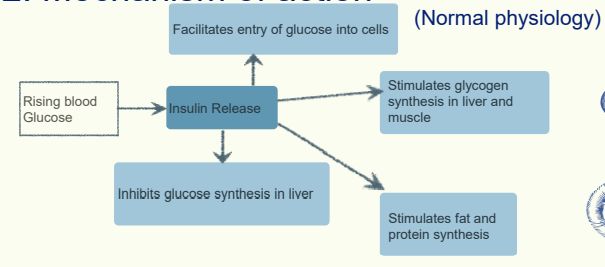 2. Mechanism of action
(Normal physiology)
Facilitates entry of glucose into cells
Rising blood
Glucose
Insulin Release
Stimulates glycogen
synthesis in liver and
muscle
Inhibits glucose synthesis in liver
Stimulates fat and
protein synthesis